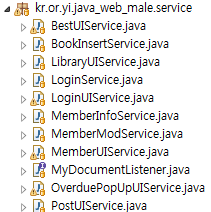 kr.or.yi.java_web_male.service
BestUIService.java
BookInsertService.java
LibraryUIService.java
LoginService.java
LoginUIService.java
MemberInfoService.java
MemberModService.java
MemberUIService.java
MyDocumentListener.java
OverduePopUpUIService.java
PostUIService.java